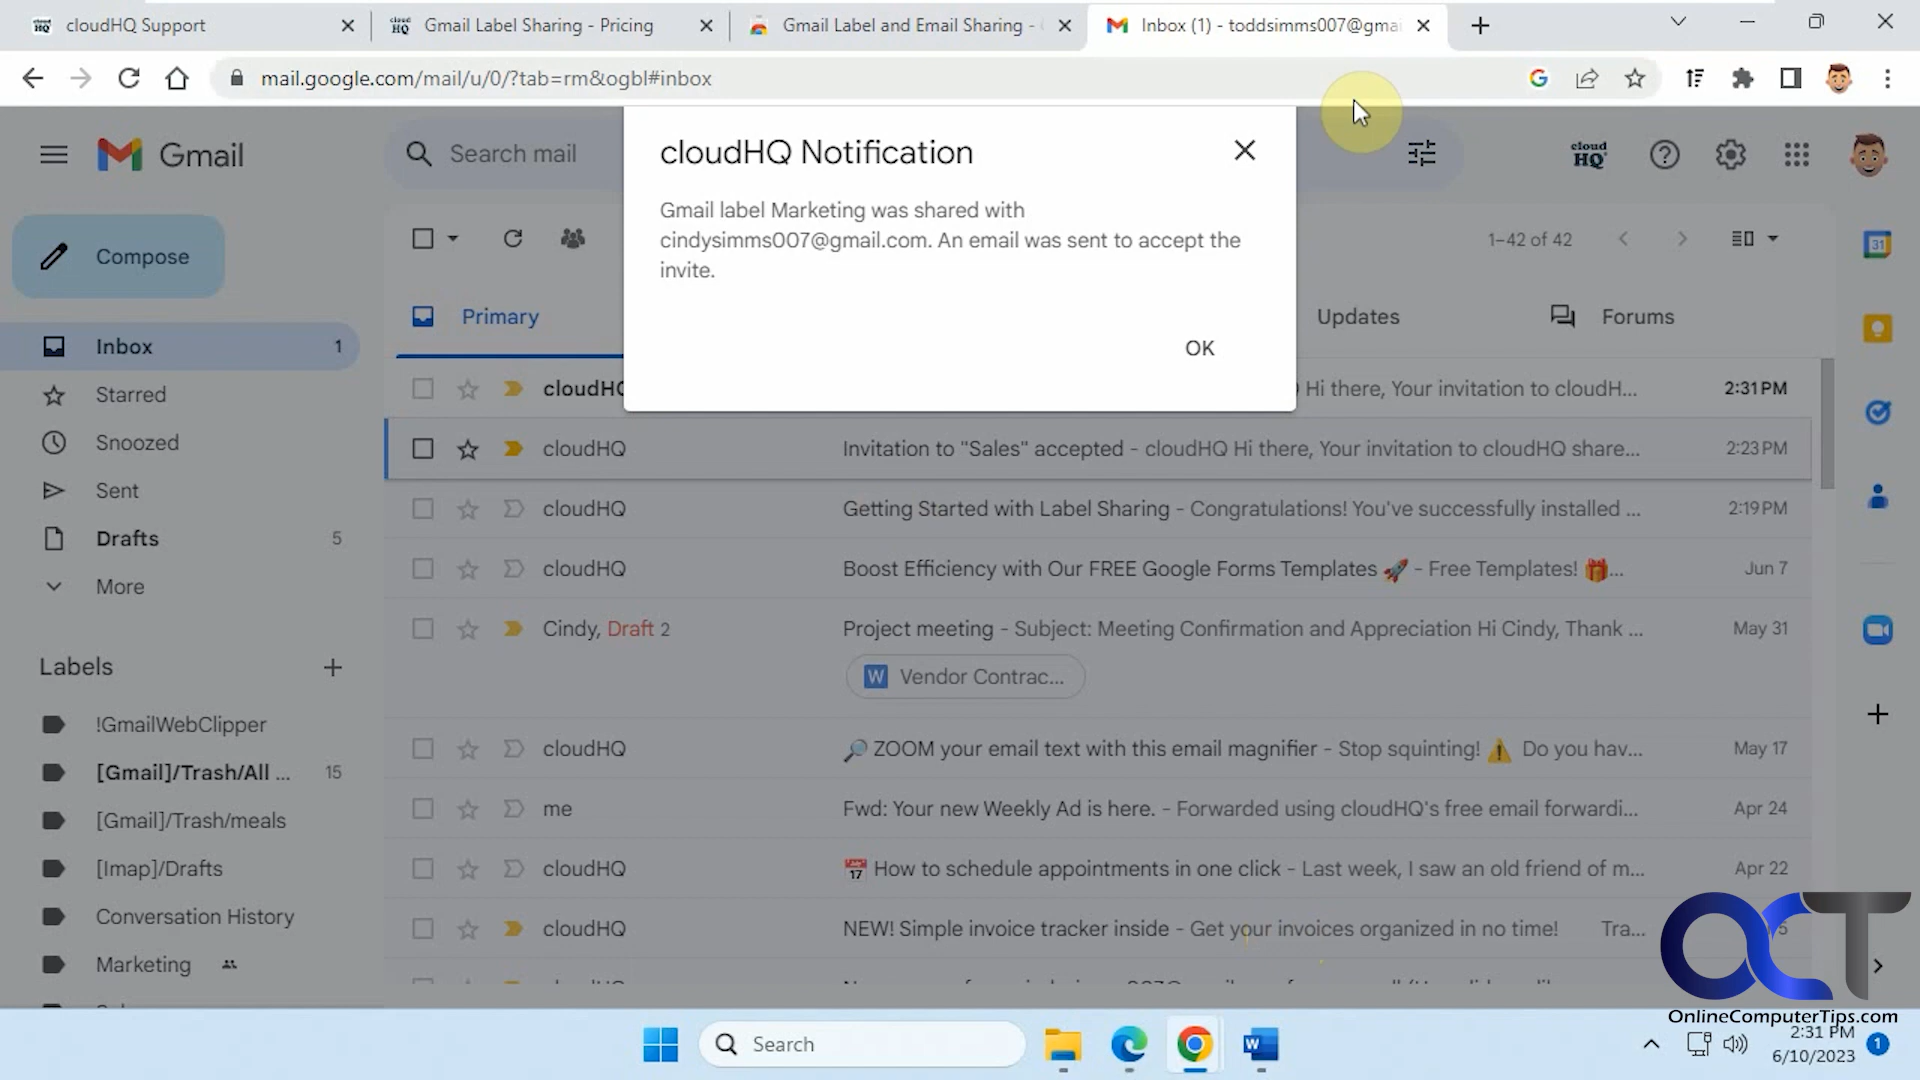 cloudHQ Support
Gmail Label Sharing - Pricing
Gmail Label and Email Sharing -
Inbox (1) - toddsimms007@gmai
mail.google.com/mail/u/0/?tab=rm&ogbl#inbox
Gmail
Search mail
cloudHQ Notification
Gmail label Marketing was shared with
cindysimms007@gmail.com. An email was sent to accept the
invite.
OK
cloud HQ
Compose
1–42 of 42
31
Primary
Updates
Forums
Inbox 1
Starred
Snoozed
Sent
Drafts 5
More
Labels
!GmailWebClipper
[Gmail]/Trash/All ... 15
[Gmail]/Trash/meals
[Imap]/Drafts
Conversation History
Marketing
cloudHQ Hi there, Your invitation to cloudH... 2:31 PM
cloudHQ Invitation to "Sales" accepted - cloudHQ Hi there, Your invitation to cloudHQ share... 2:23 PM
cloudHQ Getting Started with Label Sharing - Congratulations! You've successfully installed ... 2:19 PM
cloudHQ Boost Efficiency with Our FREE Google Forms Templates 🚀 - Free Templates! 🎁... Jun 7
Cindy, Draft 2 Project meeting - Subject: Meeting Confirmation and Appreciation Hi Cindy, Thank ... May 31
W Vendor Contrac...
cloudHQ 🔎 ZOOM your email text with this email magnifier - Stop squinting! ⚠️ Do you hav... May 17
me Fwd: Your new Weekly Ad is here. - Forwarded using cloudHQ's free email forwardi... Apr 24
cloudHQ 📅 How to schedule appointments in one click - Last week, I saw an old friend of m... Apr 22
cloudHQ NEW! Simple invoice tracker inside - Get your invoices organized in no time! Tra...
OCT
OnlineComputerTips.com
Search
2:31 PM
6/10/2023
1